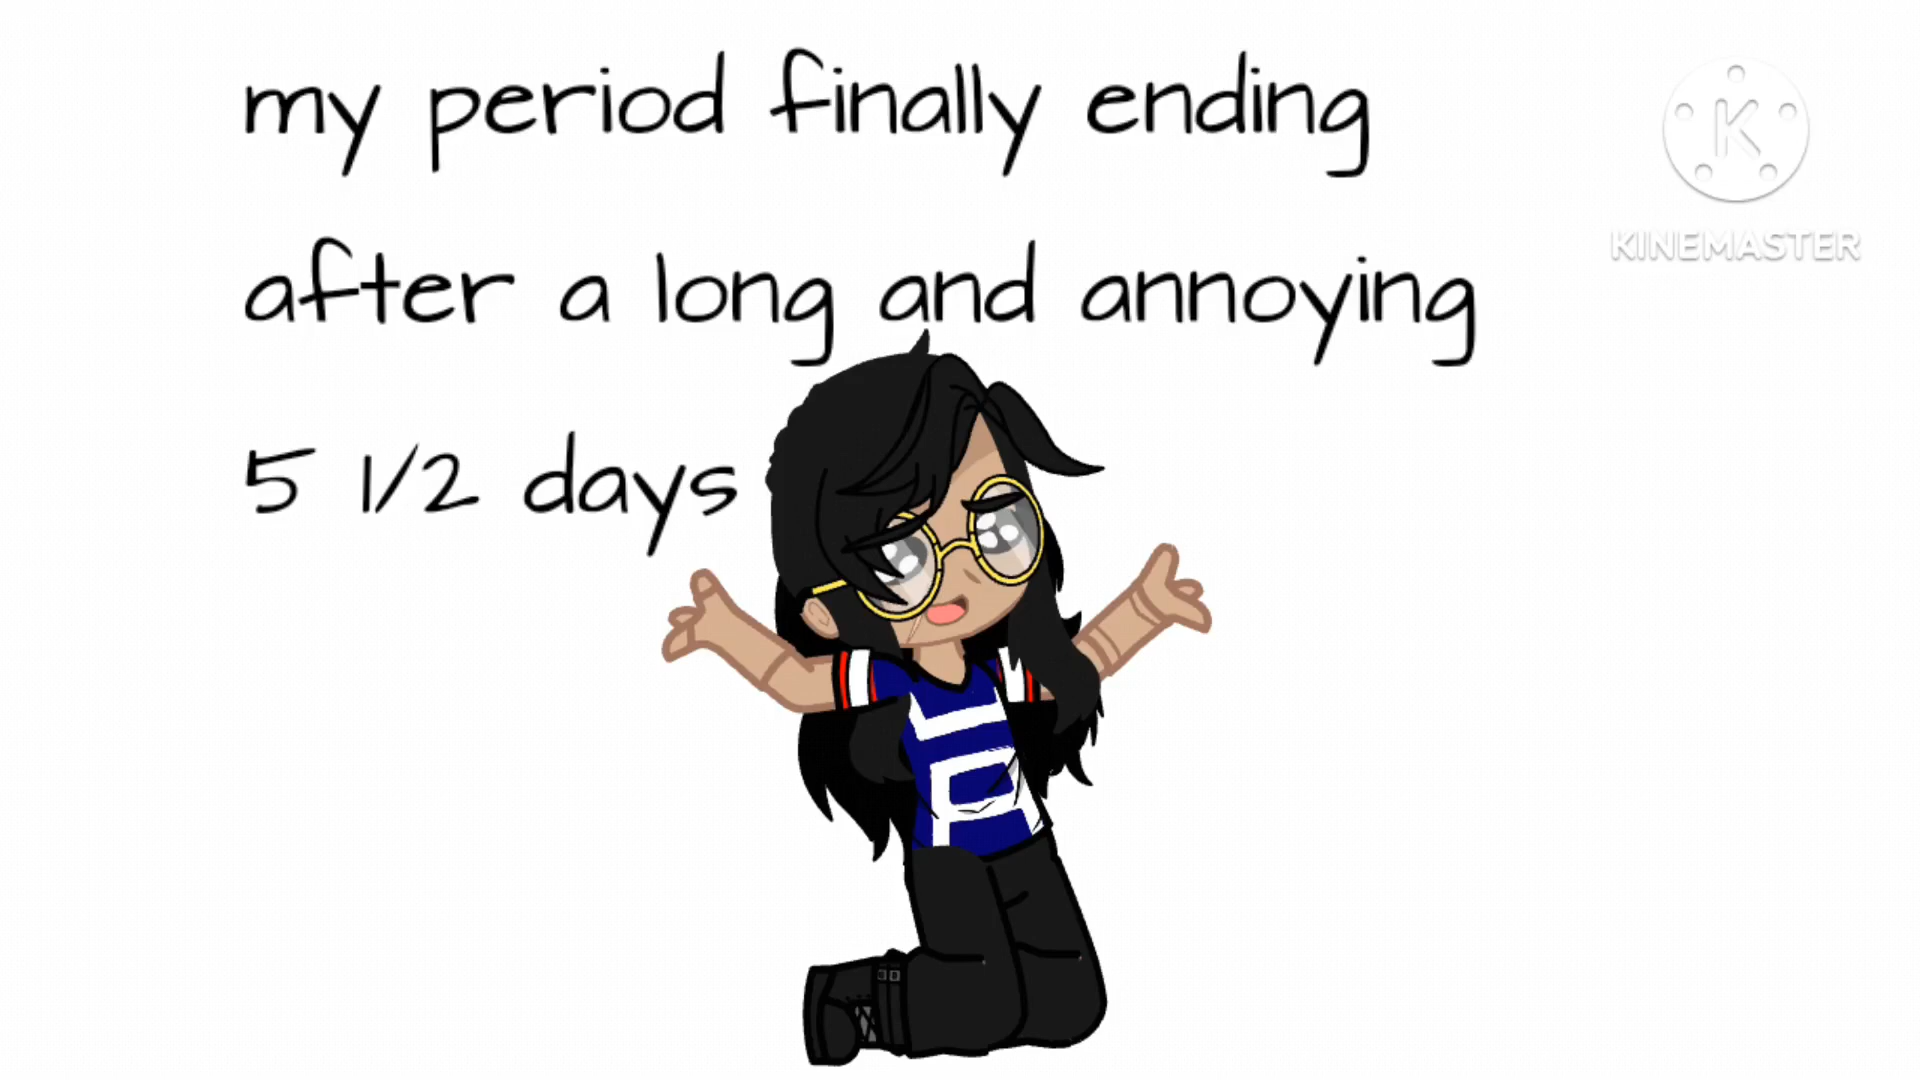 my period finally ending
after a long and annoying
5 1/2 days
K
KINEMASTER